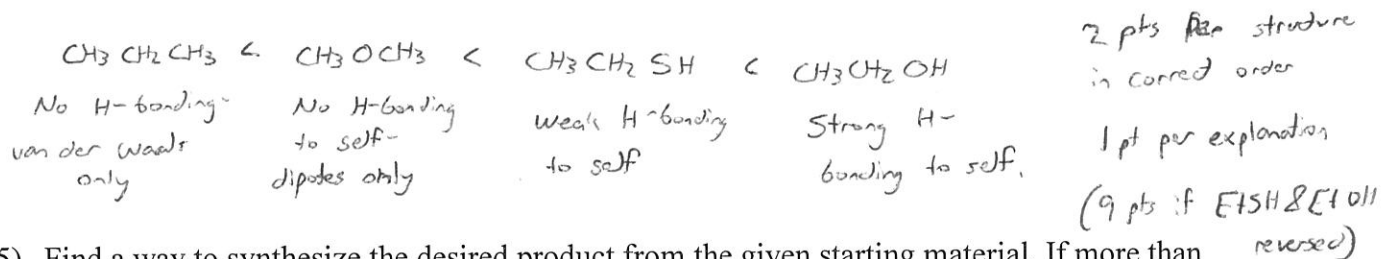 CH3 CH2 CH3 < CH3 O CH3 < CH3 CH2 SH < CH3 CH2 OH
No H-bonding-
van der waals
only
No H-bonding
to self-
dipoles only
Weak H-bonding
to self
Strong H-
bonding to self.
2 pts per structure
in correct order
1 pt per explanation
(9 pts if EtSH & EtOH
reversed)
5) Find a way to synthesize the desired product from the given starting material. If more than